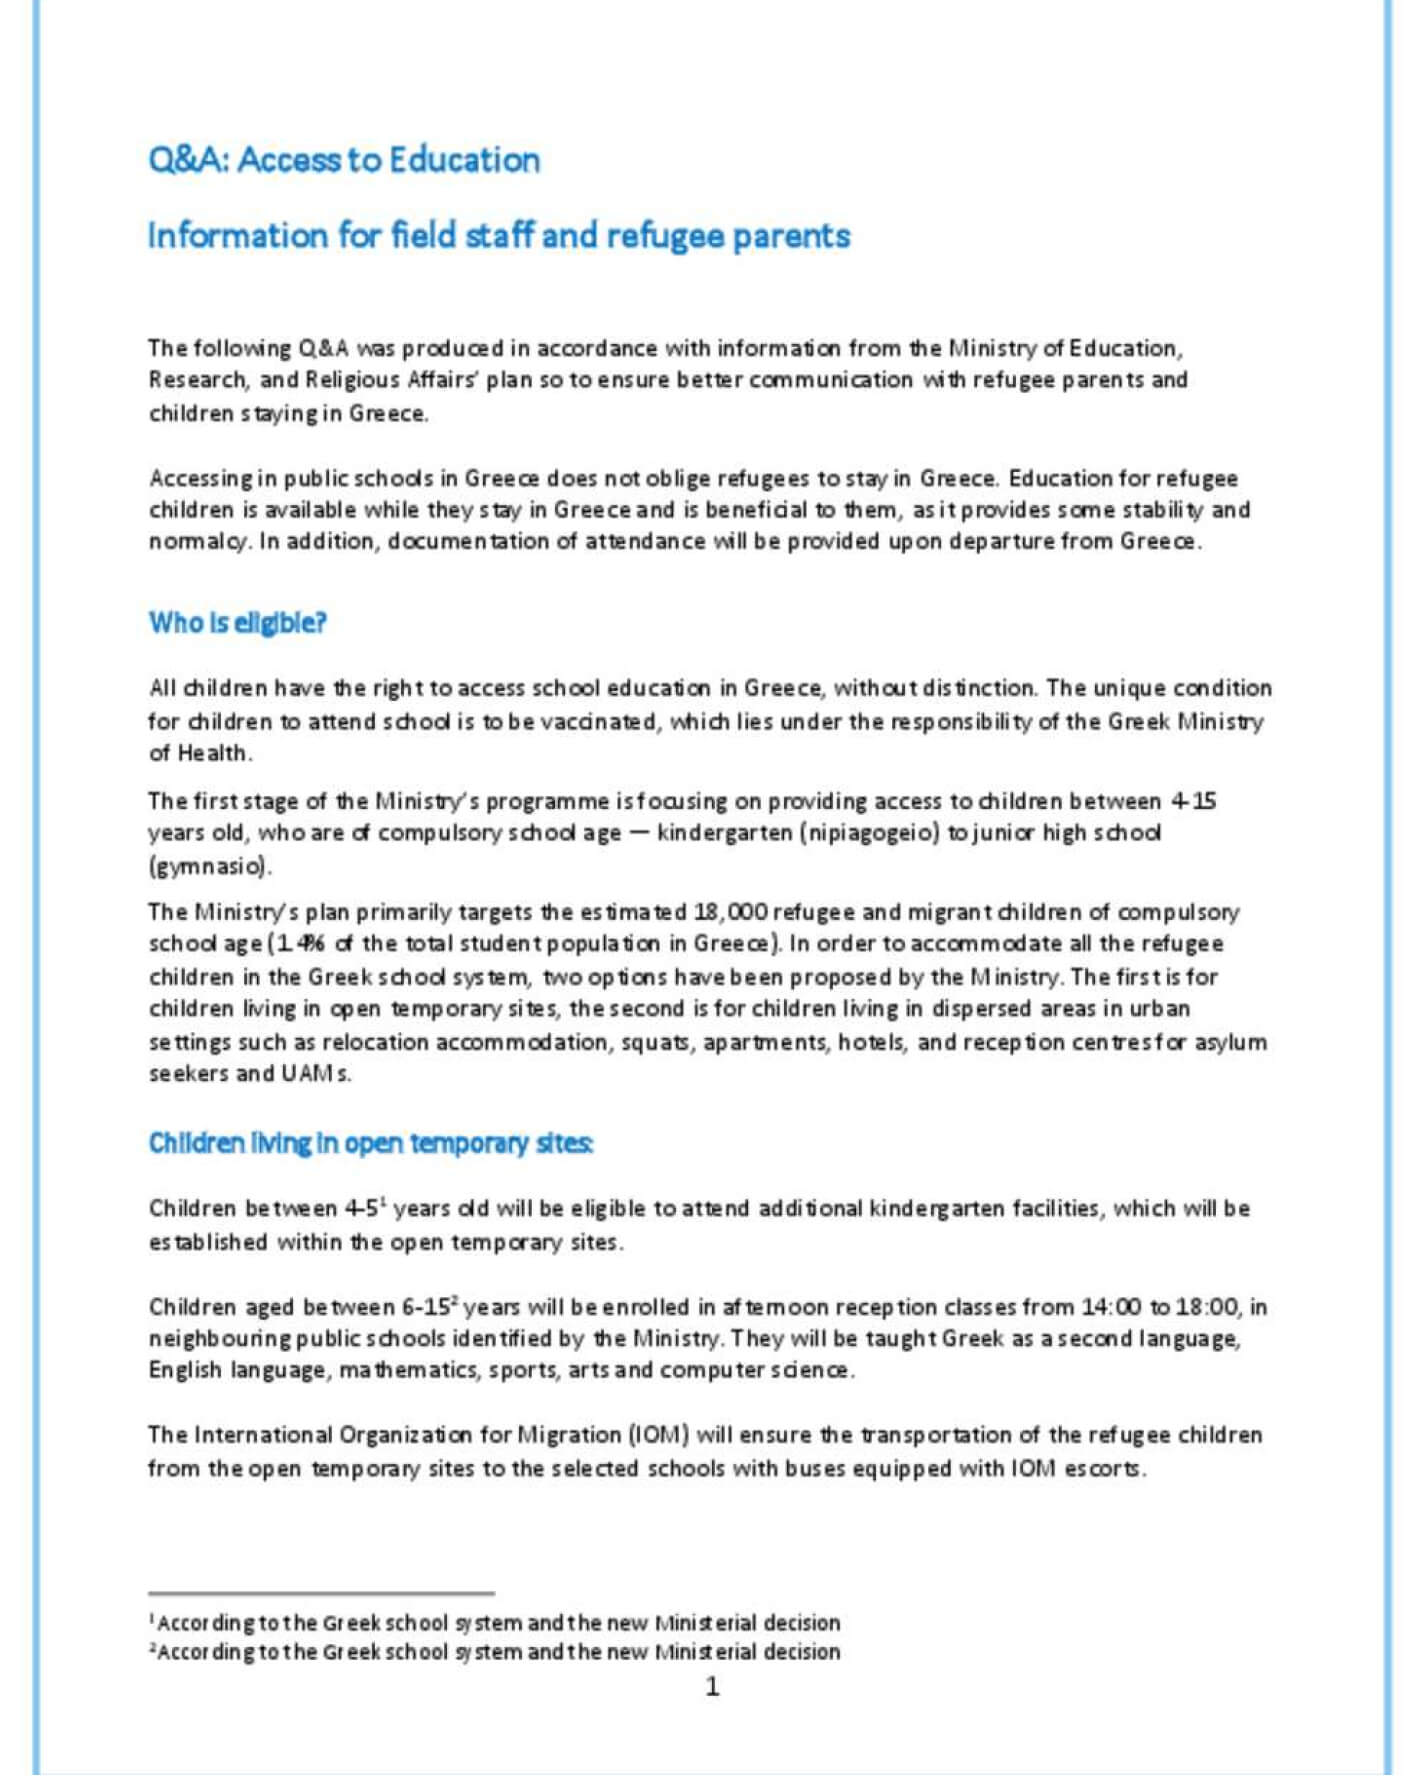 Q&A: Access to Education
Information for field staff and refugee parents
The following Q&A was produced in accordance with information from the Ministry of Education,
Research, and Religious Affairs' plan so to ensure better communication with refugee parents and
children staying in Greece.
Accessing in public schools in Greece does not oblige refugees to stay in Greece. Education for refugee
children is available while they stay in Greece and is beneficial to them, as it provides some stability and
normalcy. In addition, documentation of attendance will be provided upon departure from Greece.
Who is eligible?
All children have the right to access school education in Greece, without distinction. The unique condition
for children to attend school is to be vaccinated, which lies under the responsibility of the Greek Ministry
of Health.
The first stage of the Ministry's programme is focusing on providing access to children between 4-15
years old, who are of compulsory school age — kindergarten (nipiagogeio) to junior high school
(gymnasio).
The Ministry's plan primarily targets the estimated 18,000 refugee and migrant children of compulsory
school age (1.4% of the total student population in Greece). In order to accommodate all the refugee
children in the Greek school system, two options have been proposed by the Ministry. The first is for
children living in open temporary sites, the second is for children living in dispersed areas in urban
settings such as relocation accommodation, squats, apartments, hotels, and reception centres for asylum
seekers and UAMs.
Children living in open temporary sites:
Children between 4-5¹ years old will be eligible to attend additional kindergarten facilities, which will be
established within the open temporary sites.
Children aged between 6-15² years will be enrolled in afternoon reception classes from 14:00 to 18:00, in
neighbouring public schools identified by the Ministry. They will be taught Greek as a second language,
English language, mathematics, sports, arts and computer science.
The International Organization for Migration (IOM) will ensure the transportation of the refugee children
from the open temporary sites to the selected schools with buses equipped with IOM escorts.
¹ According to the Greek school system and the new Ministerial decision
² According to the Greek school system and the new Ministerial decision
1